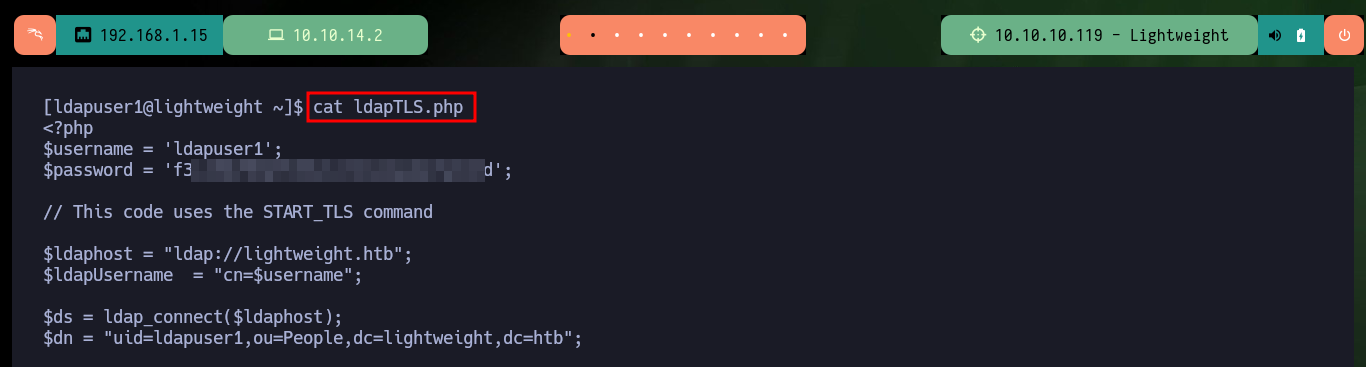 192.168.1.15
10.10.14.2
10.10.10.119 - Lightweight
[ldapuser1@lightweight ~]$ cat ldapTLS.php
<?php
$username = 'ldapuser1';
$password = 'f3 d';
// This code uses the START_TLS command
$ldaphost = "ldap://lightweight.htb";
$ldapUsername  = "cn=$username";
$ds = ldap_connect($ldaphost);
$dn = "uid=ldapuser1,ou=People,dc=lightweight,dc=htb";